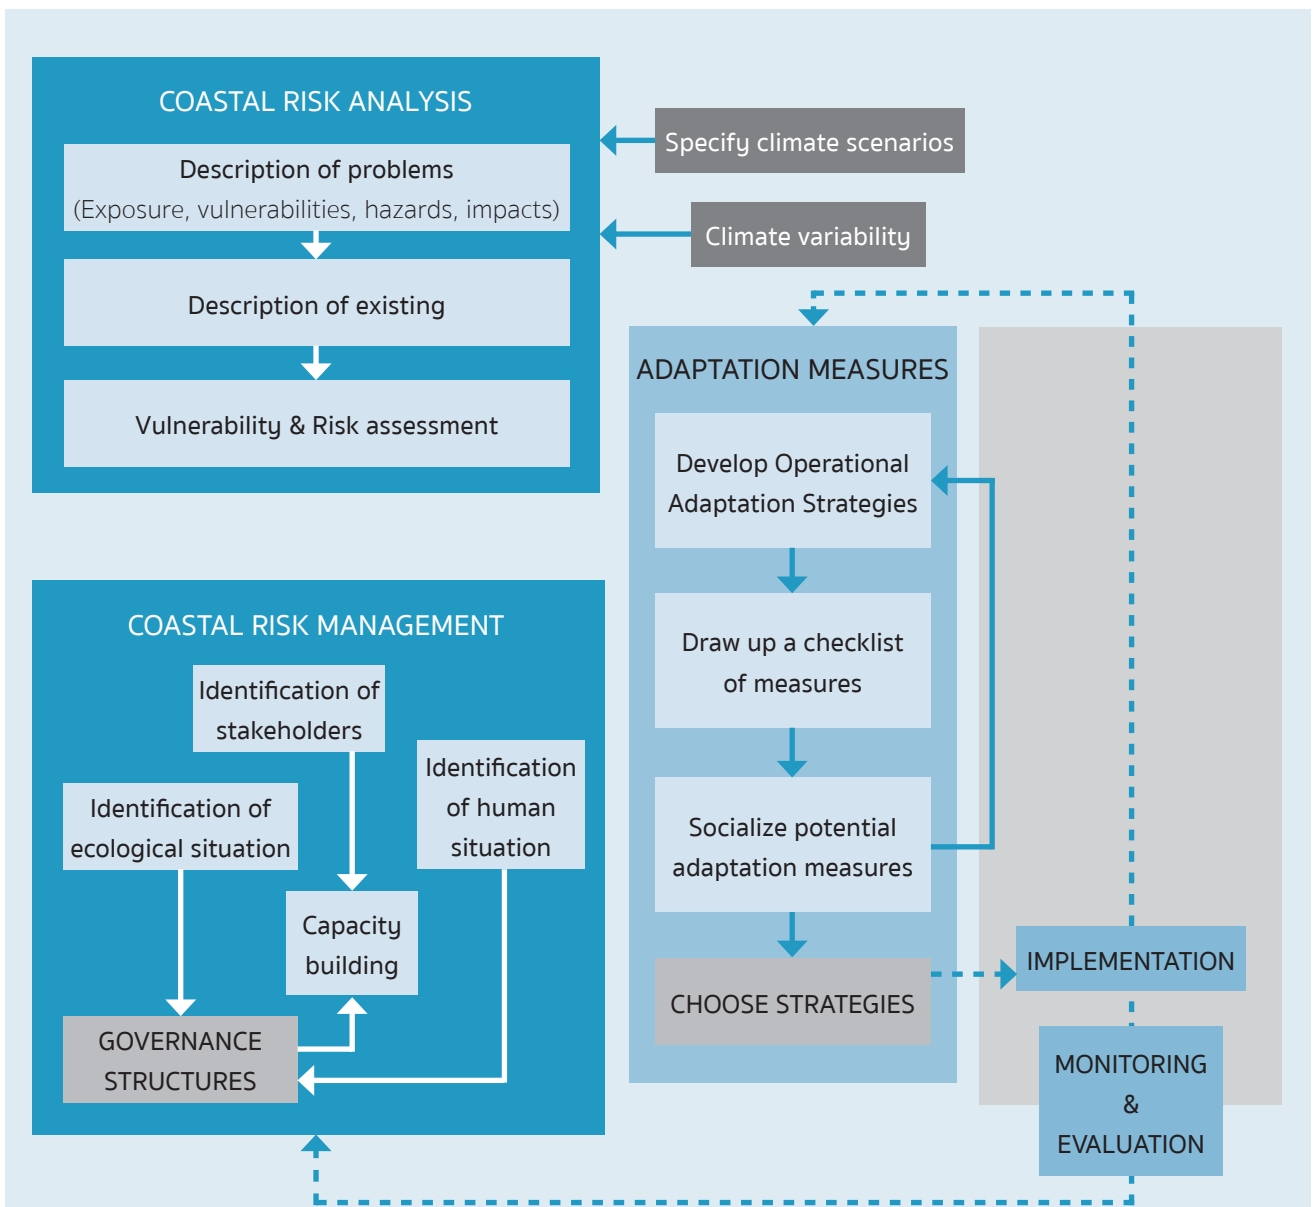 COASTAL RISK ANALYSIS
Description of problems
(Exposure, vulnerabilities, hazards, impacts)
Description of existing
Vulnerability & Risk assessment
Specify climate scenarios
Climate variability
ADAPTATION MEASURES
Develop Operational
Adaptation Strategies
Draw up a checklist
of measures
Socialize potential
adaptation measures
CHOOSE STRATEGIES
IMPLEMENTATION
MONITORING
&
EVALUATION
COASTAL RISK MANAGEMENT
Identification of
stakeholders
Identification
of human
situation
Identification of
ecological situation
Capacity
building
GOVERNANCE
STRUCTURES